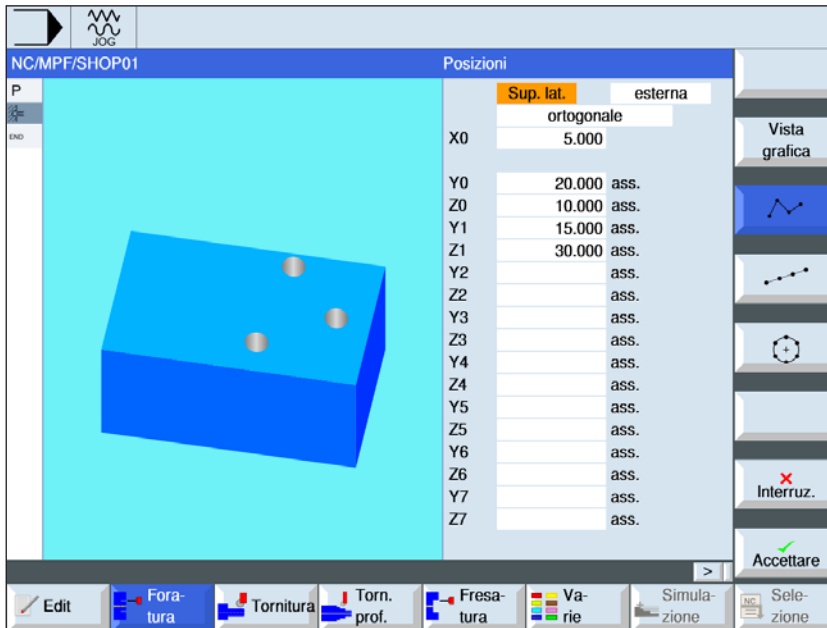 JOG
NC/MPF/SHOP01
Posizioni
P
END
Sup. lat. esterna
ortogonale
X0 5.000
Y0 20.000 ass.
Z0 10.000 ass.
Y1 15.000 ass.
Z1 30.000 ass.
Y2 ass.
Z2 ass.
Y3 ass.
Z3 ass.
Y4 ass.
Z4 ass.
Y5 ass.
Z5 ass.
Y6 ass.
Z6 ass.
Y7 ass.
Z7 ass.
Vista
grafica
Interruz.
Accettare
>
Edit
Fora-
tura
Tornitura
Torn.
prof.
Fresa-
tura
Va-
rie
Simula-
zione
NC
Sele-
zione